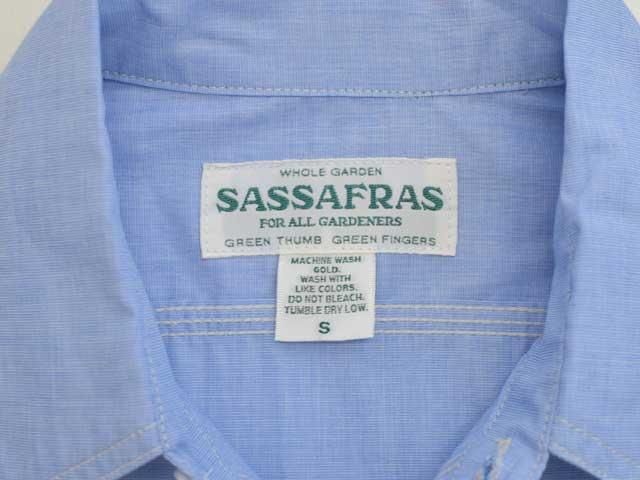 WHOLE GARDEN
SASSAFRAS
FOR ALL GARDENERS
GREEN THUMB GREEN FINGERS
MACHINE WASH
GOLD.
WASH WITH
LIKE COLORS.
DO NOT BLEACH.
TUMBLE DRY LOW.
S